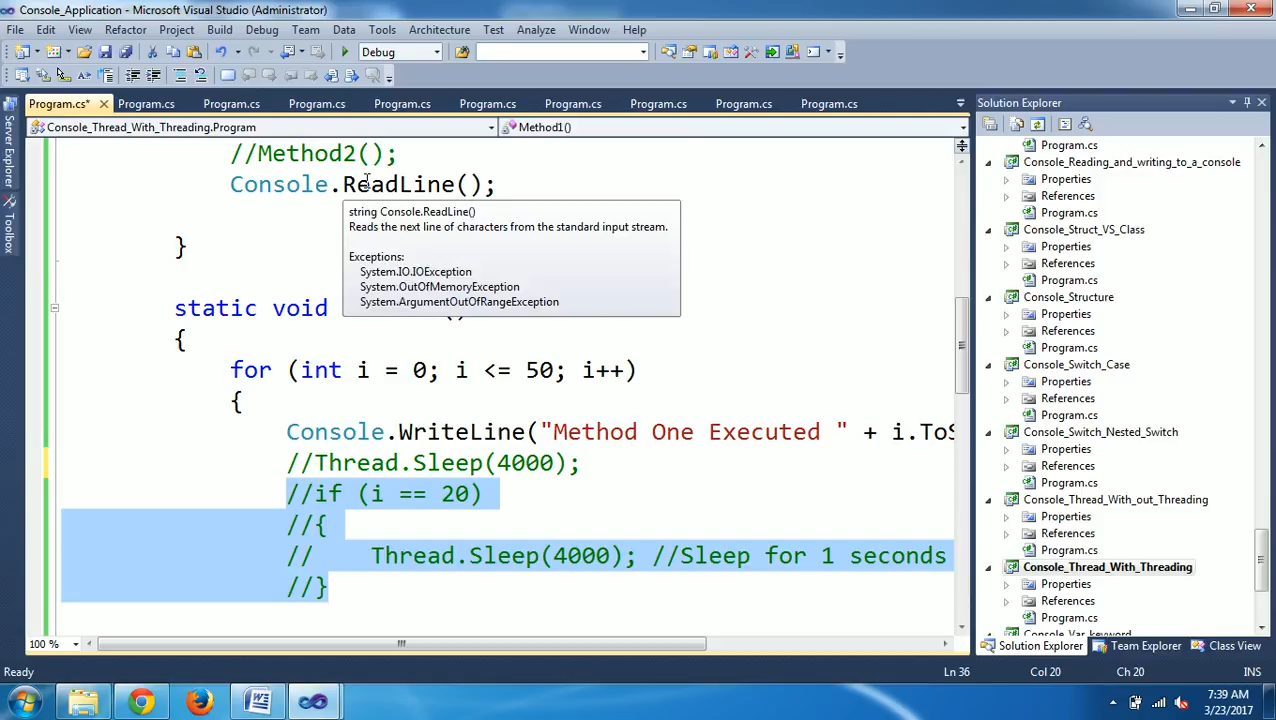 Console_Application - Microsoft Visual Studio (Administrator)
File Edit View Refactor Project Build Debug Team Data Tools Architecture Test Analyze Window Help
Debug
Program.cs* Program.cs Program.cs Program.cs Program.cs Program.cs Program.cs Program.cs Program.cs Program.cs
Solution Explorer
Console_Thread_With_Threading.Program
Method1()
Server Explorer
Toolbox
//Method2();
Console.ReadLine();
string Console.ReadLine()
Reads the next line of characters from the standard input stream.
Exceptions:
System.IO.IOException
System.OutOfMemoryException
System.ArgumentOutOfRangeException
}
static void ()
{
for (int i = 0; i <= 50; i++)
{
Console.WriteLine("Method One Executed " + i.ToS
//Thread.Sleep(4000);
//if (i == 20)
//{
// Thread.Sleep(4000); //Sleep for 1 seconds
//}
Program.cs
Console_Reading_and_writing_to_a_console
Properties
References
Program.cs
Console_Struct_VS_Class
Properties
References
Program.cs
Console_Structure
Properties
References
Program.cs
Console_Switch_Case
Properties
References
Program.cs
Console_Switch_Nested_Switch
Properties
References
Program.cs
Console_Thread_With_out_Threading
Properties
References
Program.cs
Console_Thread_With_Threading
Properties
References
Program.cs
Console_Var_keyword
100 %
Solution Explorer Team Explorer Class View
Ready
Ln 36 Col 20 Ch 20 INS
7:39 AM
3/23/2017